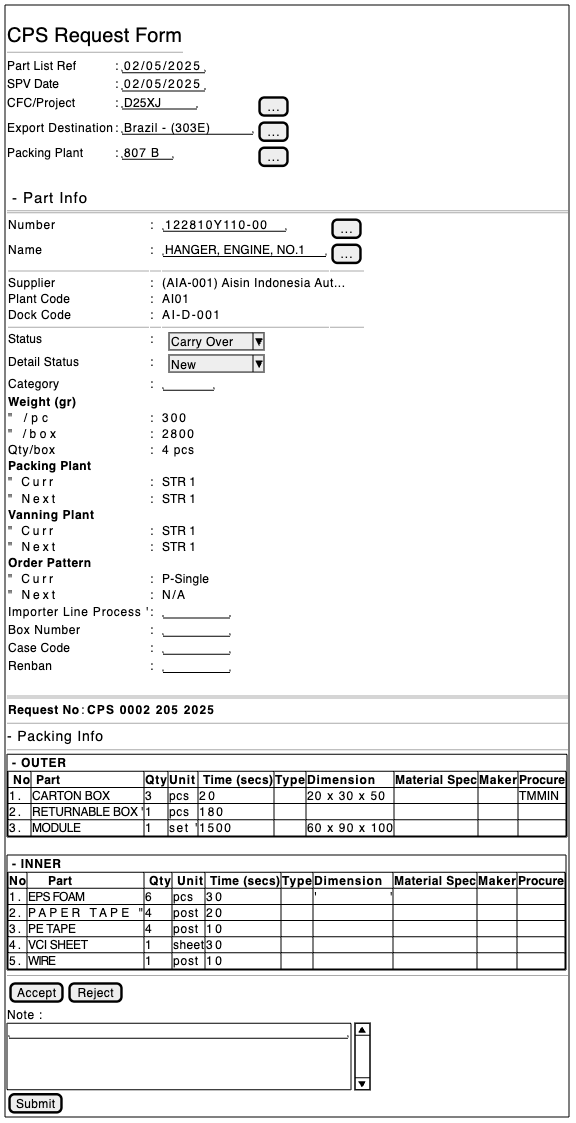 CPS Request Form
Part List Ref : 02/05/2025
SPV Date : 02/05/2025
CFC/Project : D25XJ ...
Export Destination : Brazil - (303E) ...
Packing Plant : 807 B ...
- Part Info
Number : 122810Y110-00 ...
Name : HANGER, ENGINE, NO.1 ...
Supplier : (AIA-001) Aisin Indonesia Aut...
Plant Code : AI01
Dock Code : AI-D-001
Status : Carry Over ▼
Detail Status : New ▼
Category :
Weight (gr)
" /pc : 300
" /box : 2800
Qty/box : 4 pcs
Packing Plant
" Curr : STR 1
" Next : STR 1
Vanning Plant
" Curr : STR 1
" Next : STR 1
Order Pattern
" Curr : P-Single
" Next : N/A
Importer Line Process ' :
Box Number :
Case Code :
Renban :
Request No : CPS 0002 205 2025
- Packing Info
- OUTER
No Part Qty Unit Time (secs) Type Dimension Material Spec Maker Procure
1. CARTON BOX 3 pcs 20 20 x 30 x 50 TMMIN
2. RETURNABLE BOX ' 1 pcs 180
3. MODULE 1 set ' 1500 60 x 90 x 100
- INNER
No Part Qty Unit Time (secs) Type Dimension Material Spec Maker Procure
1. EPS FOAM 6 pcs 30 ' '
2. PAPER TAPE " 4 post 20
3. PE TAPE 4 post 10
4. VCI SHEET 1 sheet 30
5. WIRE 1 post 10
Accept Reject
Note :
Submit